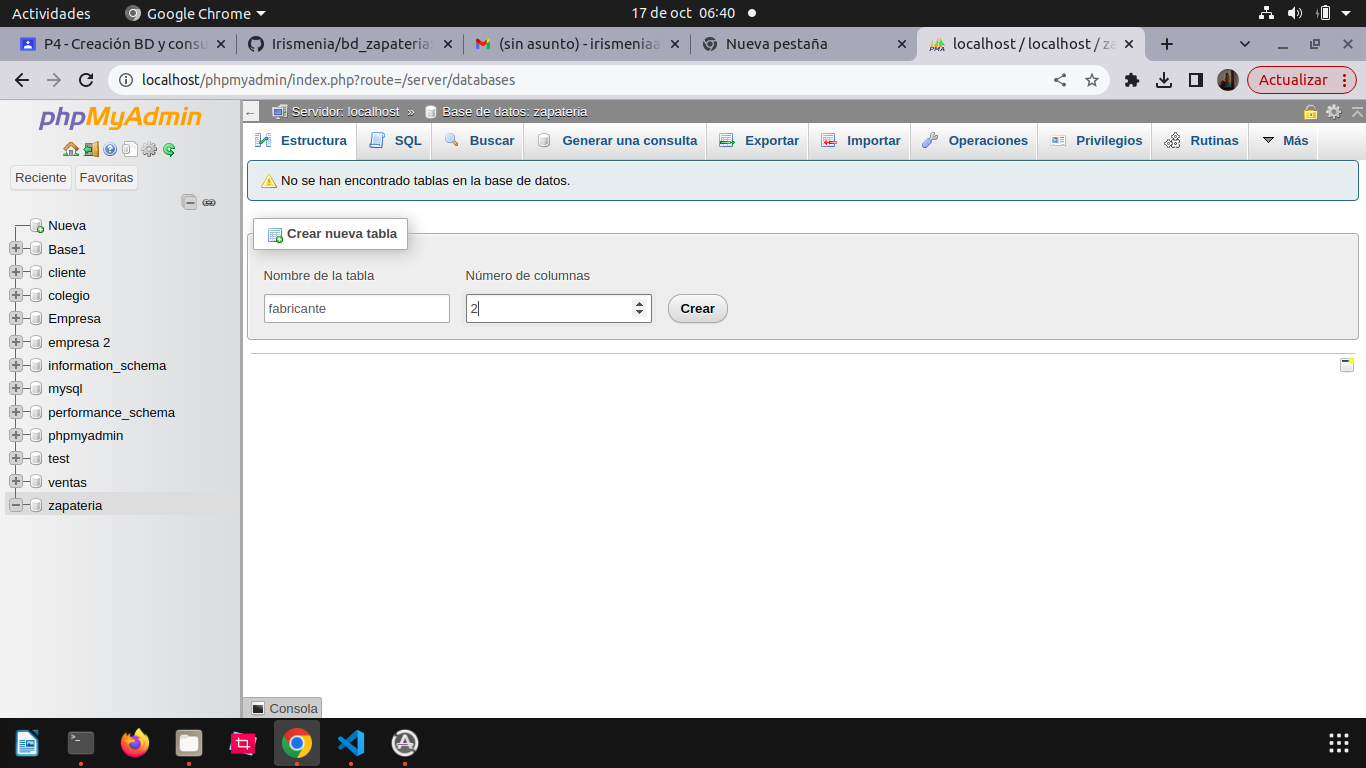 Actividades
Google Chrome
17 de oct 06:40
P4 - Creación BD y consu
Irismenia/bd_zapateria:
(sin asunto) - irismeniaa
Nueva pestaña
localhost / localhost / za
localhost/phpmyadmin/index.php?route=/server/databases
Actualizar
phpMyAdmin
Reciente
Favoritas
Nueva
Base1
cliente
colegio
Empresa
empresa 2
information_schema
mysql
performance_schema
phpmyadmin
test
ventas
zapateria
Servidor: localhost » Base de datos: zapateria
Estructura
SQL
Buscar
Generar una consulta
Exportar
Importar
Operaciones
Privilegios
Rutinas
Más
No se han encontrado tablas en la base de datos.
Crear nueva tabla
Nombre de la tabla
Número de columnas
fabricante
2
Crear
Consola